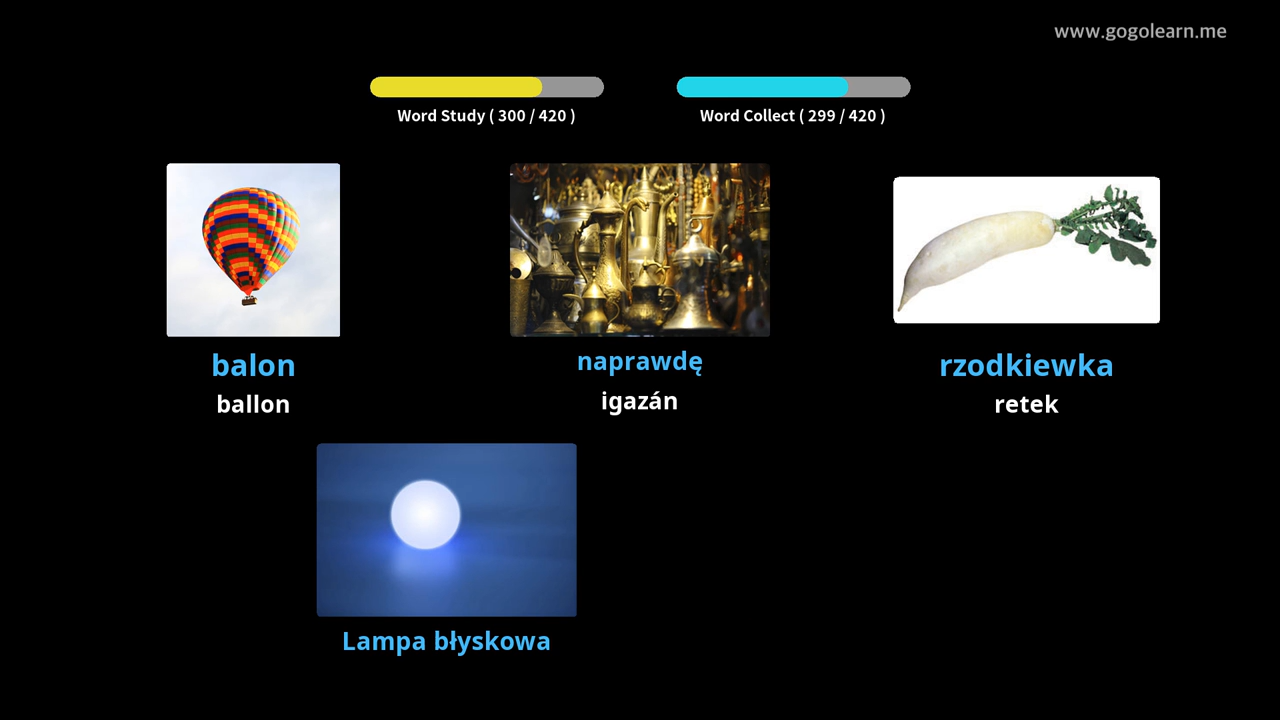 www.gogolearn.me
Word Study ( 300 / 420 )
Word Collect ( 299 / 420 )
balon
ballon
naprawdę
igazán
rzodkiewka
retek
Lampa błyskowa